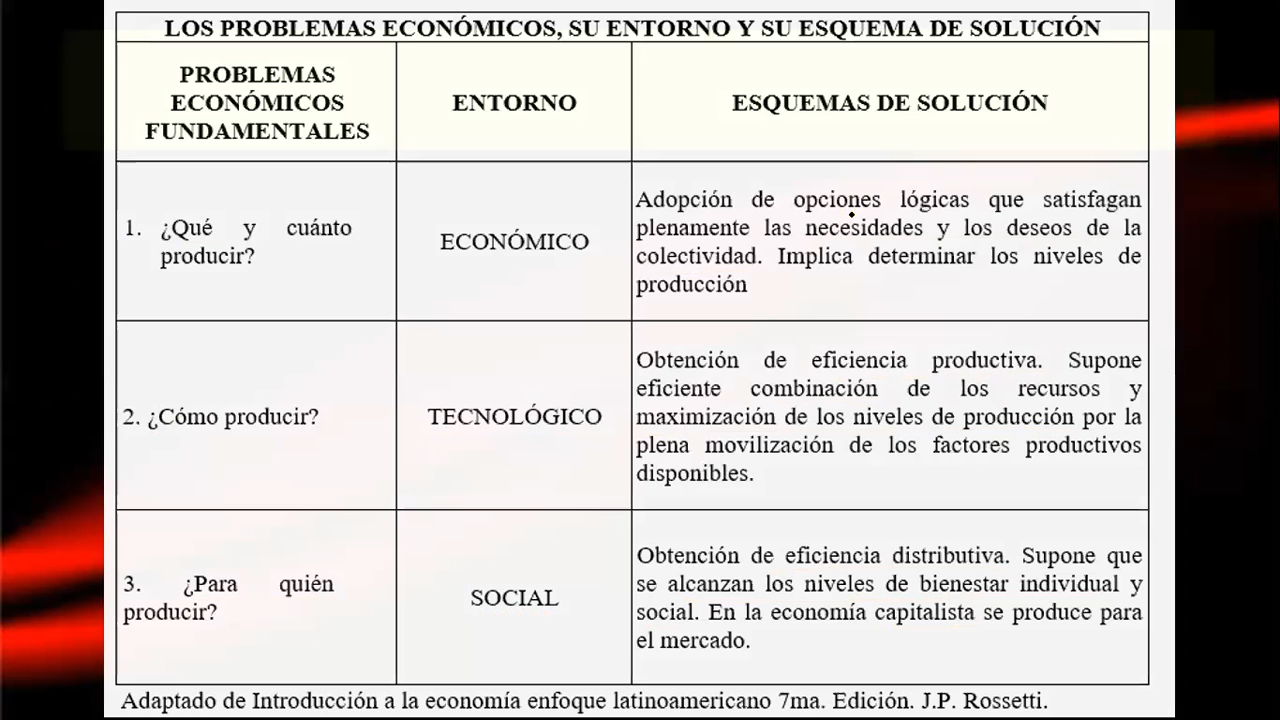 LOS PROBLEMAS ECONÓMICOS, SU ENTORNO Y SU ESQUEMA DE SOLUCIÓN
PROBLEMAS
ECONÓMICOS
FUNDAMENTALES
ENTORNO
ESQUEMAS DE SOLUCIÓN
1. ¿Qué y cuánto
producir?
ECONÓMICO
Adopción de opciones lógicas que satisfagan
plenamente las necesidades y los deseos de la
colectividad. Implica determinar los niveles de
producción
2. ¿Cómo producir?
TECNOLÓGICO
Obtención de eficiencia productiva. Supone
eficiente combinación de los recursos y
maximización de los niveles de producción por la
plena movilización de los factores productivos
disponibles.
3. ¿Para quién
producir?
SOCIAL
Obtención de eficiencia distributiva. Supone que
se alcanzan los niveles de bienestar individual y
social. En la economía capitalista se produce para
el mercado.
Adaptado de Introducción a la economía enfoque latinoamericano 7ma. Edición. J.P. Rossetti.